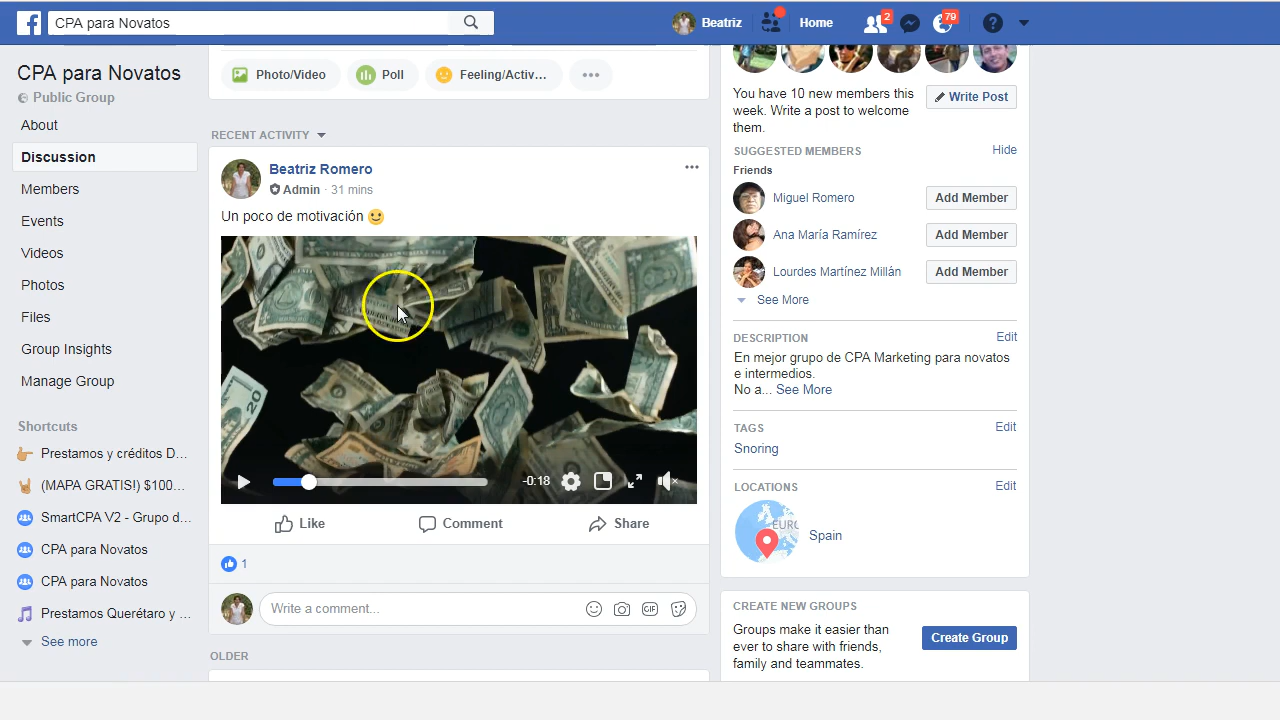 CPA para Novatos
Beatriz
Home
2
79
CPA para Novatos
Public Group
About
Discussion
Members
Events
Videos
Photos
Files
Group Insights
Manage Group
Shortcuts
Prestamos y créditos D...
(MAPA GRATIS!) $100...
SmartCPA V2 - Grupo d...
CPA para Novatos
CPA para Novatos
Prestamos Querétaro y ...
See more
Photo/Video
Poll
Feeling/Activ...
RECENT ACTIVITY
Beatriz Romero
Admin · 31 mins
Un poco de motivación
20
-0:18
Like
Comment
Share
1
Write a comment...
GIF
OLDER
You have 10 new members this
week. Write a post to welcome
them.
Write Post
SUGGESTED MEMBERS
Hide
Friends
Miguel Romero
Add Member
Ana María Ramírez
Add Member
Lourdes Martínez Millán
Add Member
See More
DESCRIPTION
Edit
En mejor grupo de CPA Marketing para novatos
e intermedios.
No a... See More
TAGS
Edit
Snoring
LOCATIONS
Edit
EURO
Spain
CREATE NEW GROUPS
Groups make it easier than
ever to share with friends,
family and teammates.
Create Group